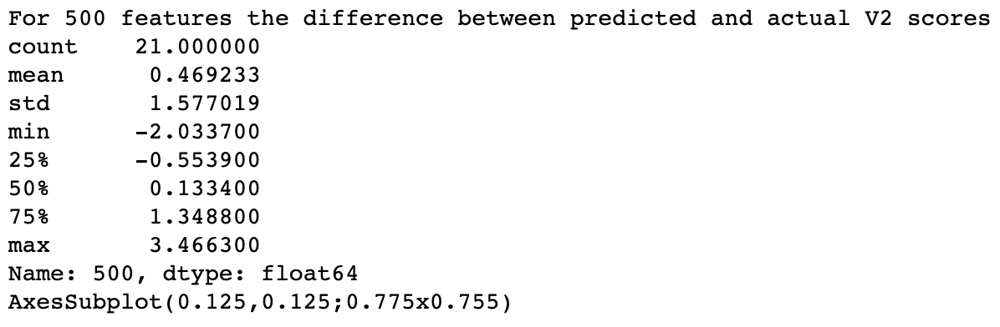 For 500 features the difference between predicted and actual V2 scores
count    21.000000
mean      0.469233
std       1.577019
min      -2.033700
25%      -0.553900
50%       0.133400
75%       1.348800
max       3.466300
Name: 500, dtype: float64
AxesSubplot(0.125,0.125;0.775x0.755)